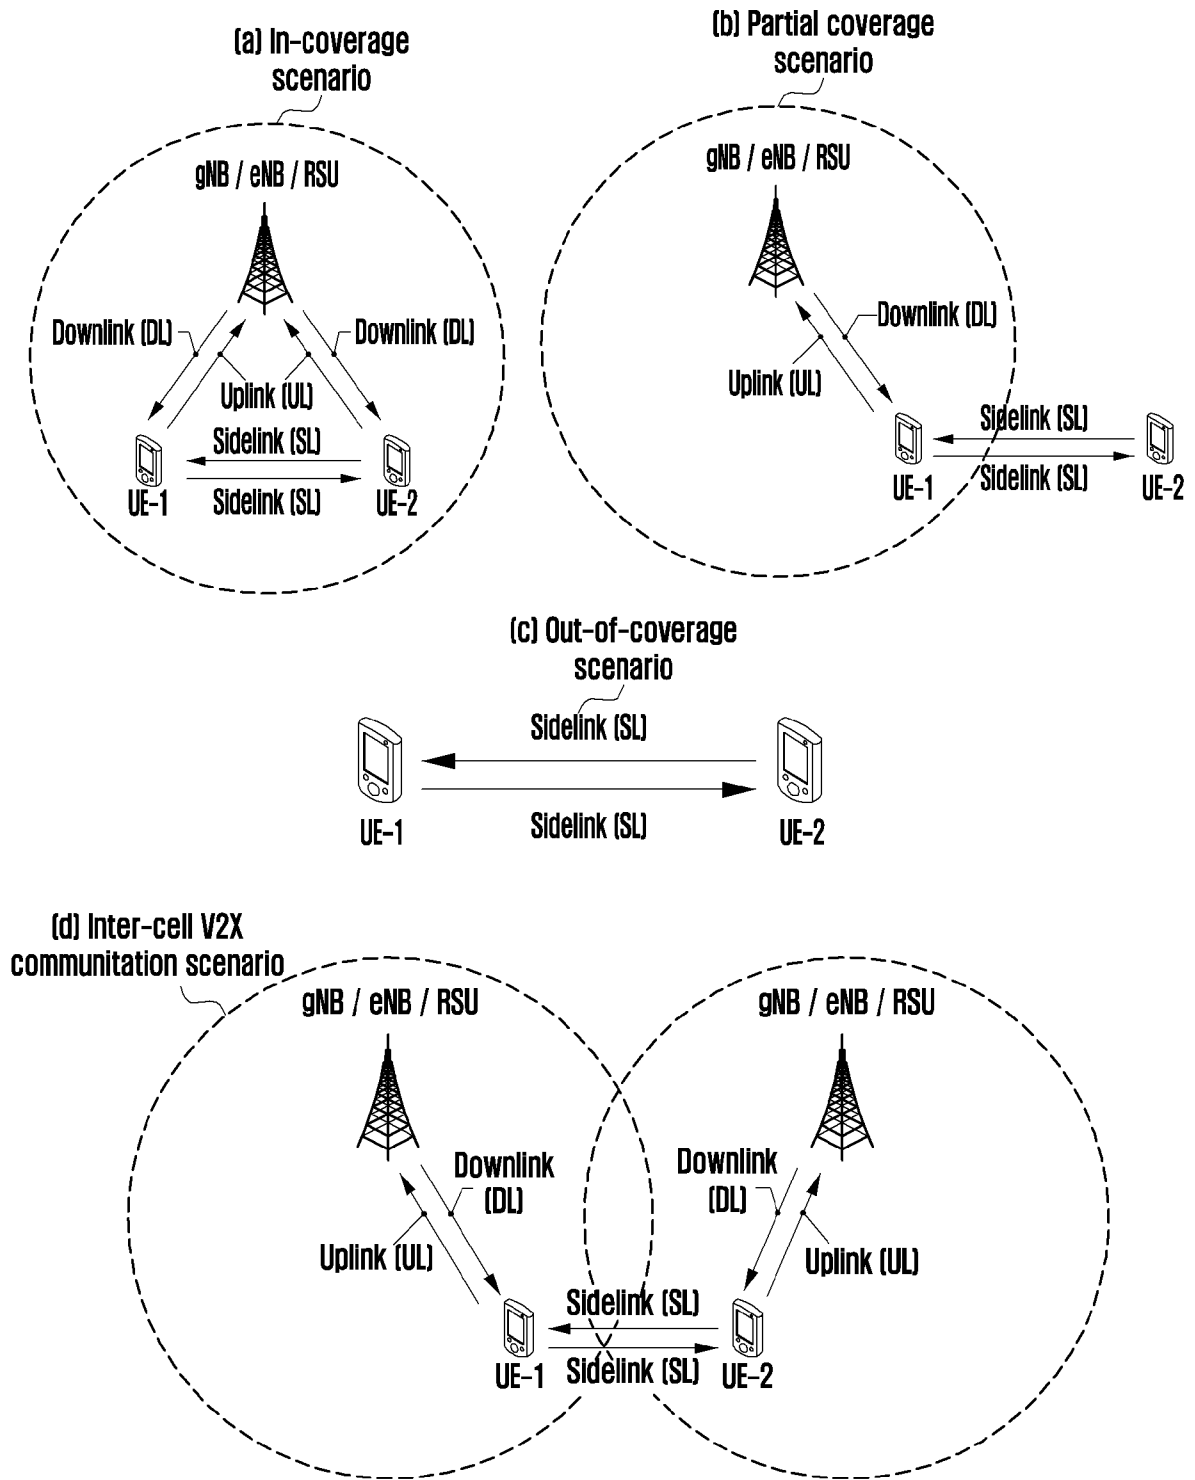 (a) In-coverage
scenario
gNB / eNB / RSU
Downlink (DL)
Downlink (DL)
Uplink (UL)
Sidelink (SL)
Sidelink (SL)
UE-1
UE-2
(b) Partial coverage
scenario
gNB / eNB / RSU
Downlink (DL)
Uplink (UL)
Sidelink (SL)
Sidelink (SL)
UE-1
UE-2
(c) Out-of-coverage
scenario
Sidelink (SL)
Sidelink (SL)
UE-1
UE-2
(d) Inter-cell V2X
communitation scenario
gNB / eNB / RSU
gNB / eNB / RSU
Downlink
(DL)
Downlink
(DL)
Uplink (UL)
Uplink (UL)
Sidelink (SL)
Sidelink (SL)
UE-1
UE-2